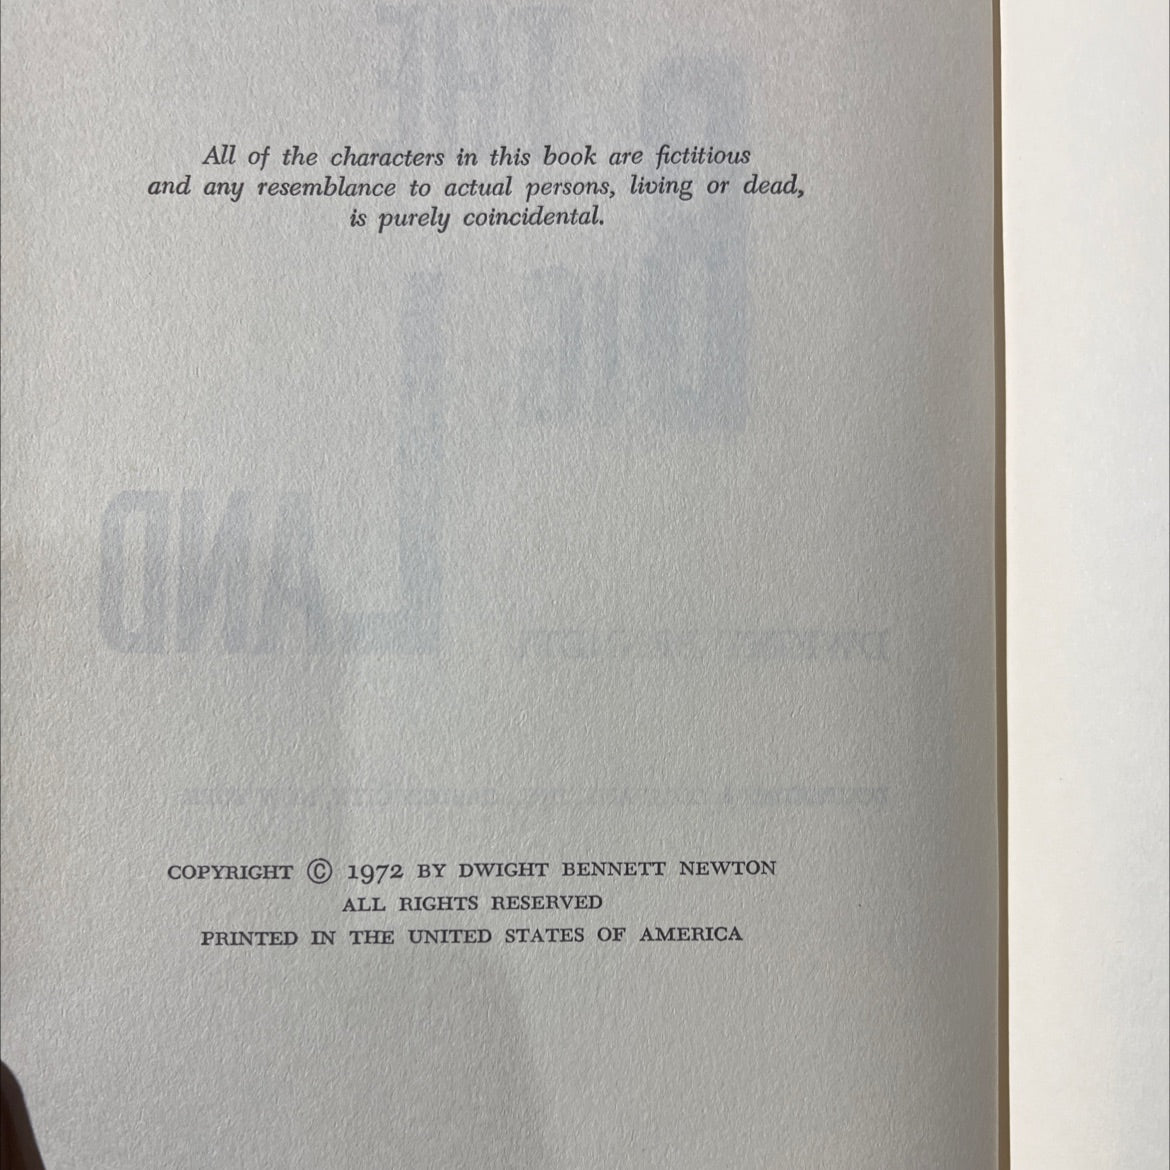 All of the characters in this book are fictitious
and any resemblance to actual persons, living or dead,
is purely coincidental.
COPYRIGHT © 1972 BY DWIGHT BENNETT NEWTON
ALL RIGHTS RESERVED
PRINTED IN THE UNITED STATES OF AMERICA